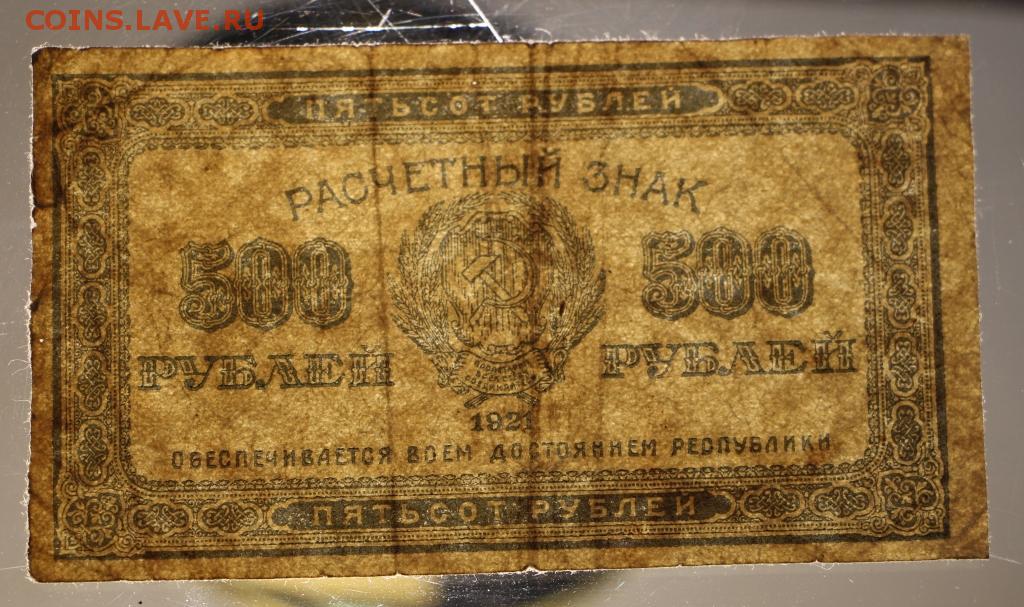 COINS.LAVE.RU
ПЯТЬСОТ РУБЛЕЙ
РАСЧЕТНЫЙ ЗНАК
500 500
РУБЛЕЙ РУБЛЕЙ
1921
ОБЕСПЕЧИВАЕТСЯ ВСЕМ ДОСТОЯНИЕМ РЕСПУБЛИКИ
ПЯТЬСОТ РУБЛЕЙ